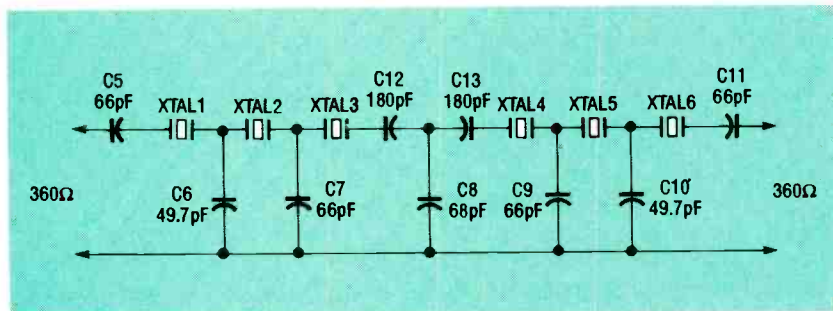 C5
66pF
XTAL1
XTAL2
XTAL3
C12
180pF
C13
180pF
XTAL4
XTAL5
XTAL6
C11
66pF
360Ω
C6
49.7pF
C7
66pF
C8
68pF
C9
66pF
C10
49.7pF
360Ω